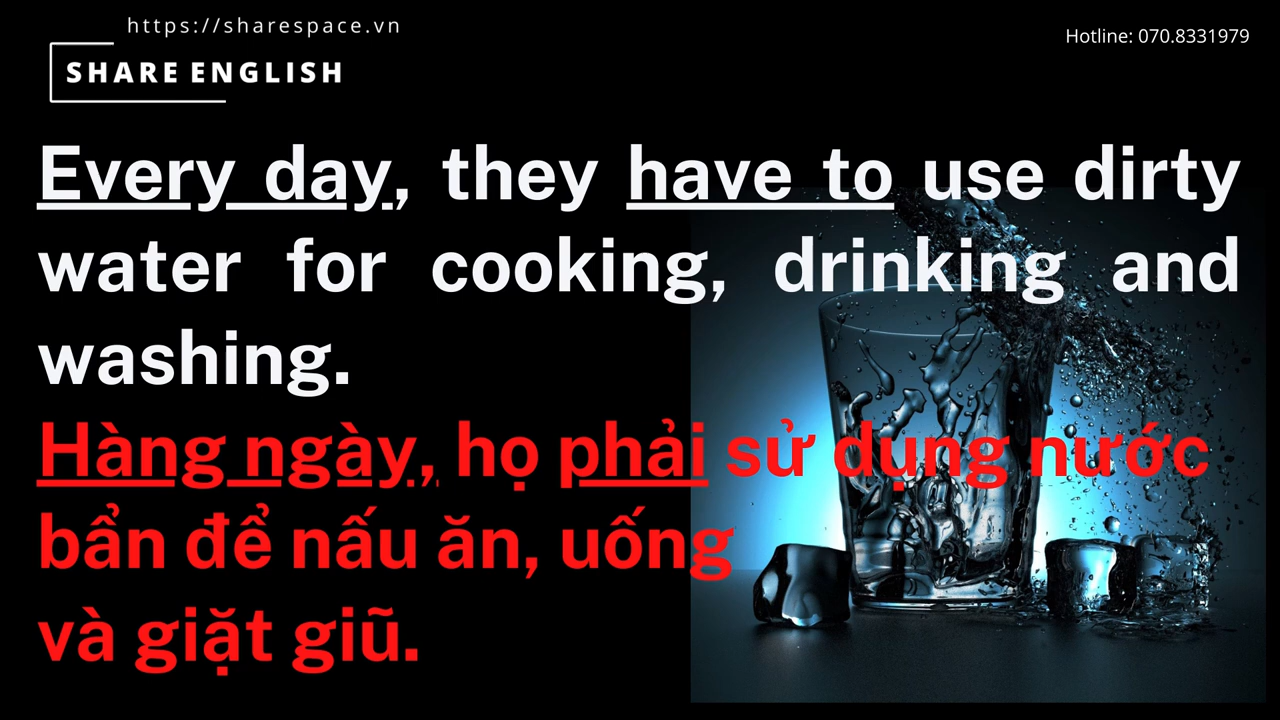 https://sharespace.vn
Hotline: 070.8331979
SHARE ENGLISH
Every day, they have to use dirty
water for cooking, drinking and
washing.
Hàng ngày, họ phải sử dụng nước
bẩn để nấu ăn, uống
và giặt giũ.